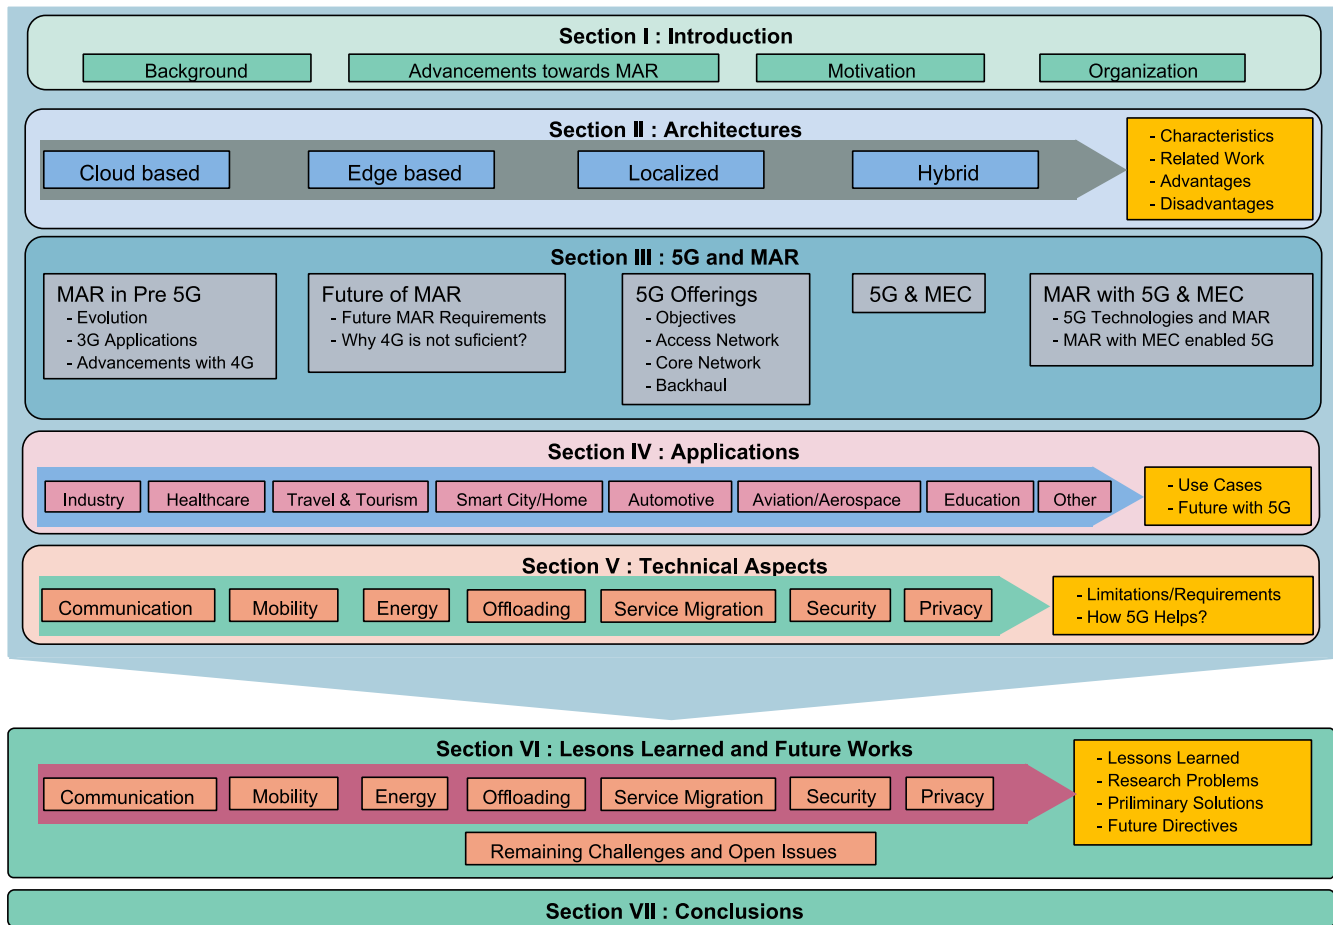 Section I : Introduction
Background
Advancements towards MAR
Motivation
Organization
Section II : Architectures
Cloud based
Edge based
Localized
Hybrid
- Characteristics
- Related Work
- Advantages
- Disadvantages
Section III : 5G and MAR
MAR in Pre 5G
- Evolution
- 3G Applications
- Advancements with 4G
Future of MAR
- Future MAR Requirements
- Why 4G is not suficient?
5G Offerings
- Objectives
- Access Network
- Core Network
- Backhaul
5G & MEC
MAR with 5G & MEC
- 5G Technologies and MAR
- MAR with MEC enabled 5G
Section IV : Applications
Industry
Healthcare
Travel & Tourism
Smart City/Home
Automotive
Aviation/Aerospace
Education
Other
- Use Cases
- Future with 5G
Section V : Technical Aspects
Communication
Mobility
Energy
Offloading
Service Migration
Security
Privacy
- Limitations/Requirements
- How 5G Helps?
Section VI : Lesons Learned and Future Works
Communication
Mobility
Energy
Offloading
Service Migration
Security
Privacy
- Lessons Learned
- Research Problems
- Priliminary Solutions
- Future Directives
Remaining Challenges and Open Issues
Section VII : Conclusions